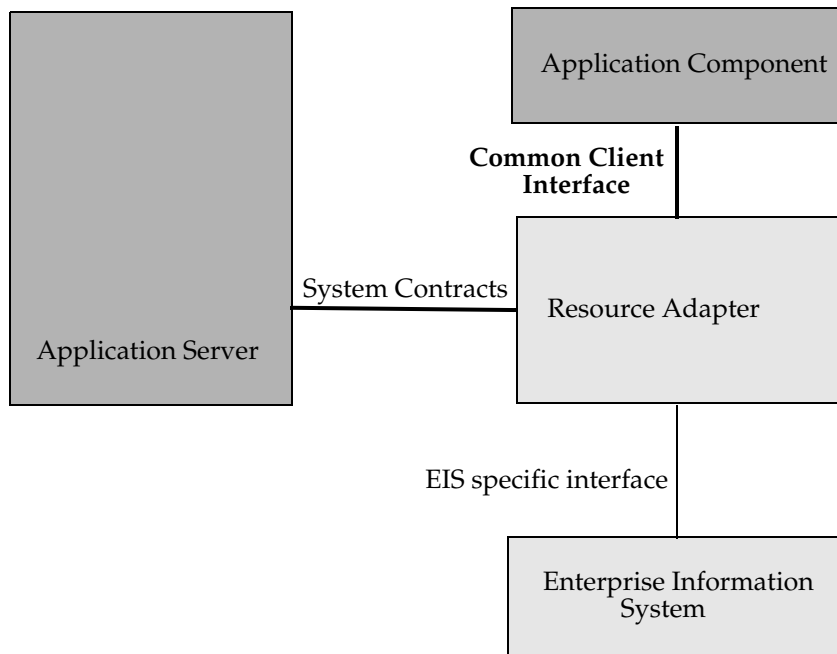 Application Component
Common Client
Interface
System Contracts
Resource Adapter
Application Server
EIS specific interface
Enterprise Information
System